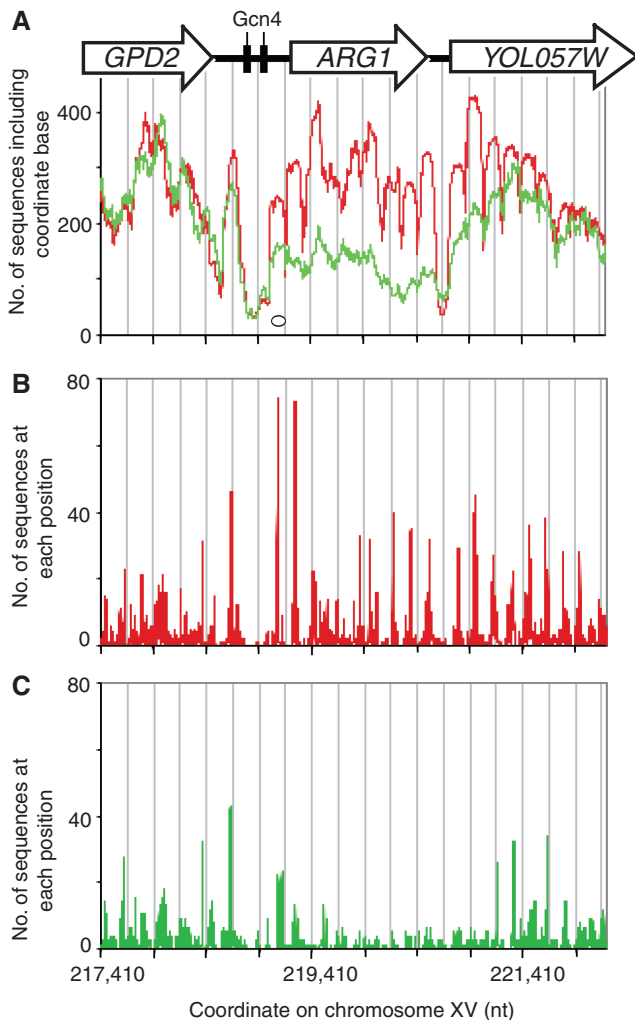 A
Gcn4
GPD2
ARG1
YOL057W
No. of sequences including
coordinate base
400
200
0
B
No. of sequences at
each position
80
40
0
C
No. of sequences at
each position
80
40
0
217,410
219,410
221,410
Coordinate on chromosome XV (nt)